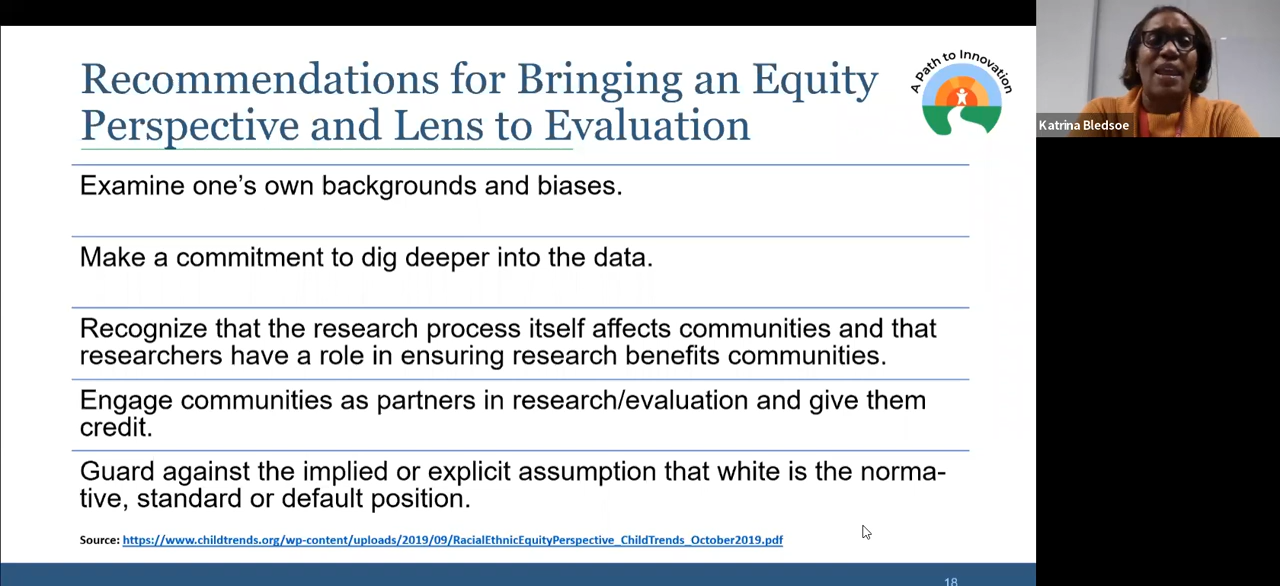 Recommendations for Bringing an Equity
Perspective and Lens to Evaluation
A Path to Innovation
Katrina Bledsoe
Examine one’s own backgrounds and biases.
Make a commitment to dig deeper into the data.
Recognize that the research process itself affects communities and that
researchers have a role in ensuring research benefits communities.
Engage communities as partners in research/evaluation and give them
credit.
Guard against the implied or explicit assumption that white is the norma-
tive, standard or default position.
Source: https://www.childtrends.org/wp-content/uploads/2019/09/RacialEthnicEquityPerspective_ChildTrends_October2019.pdf
18